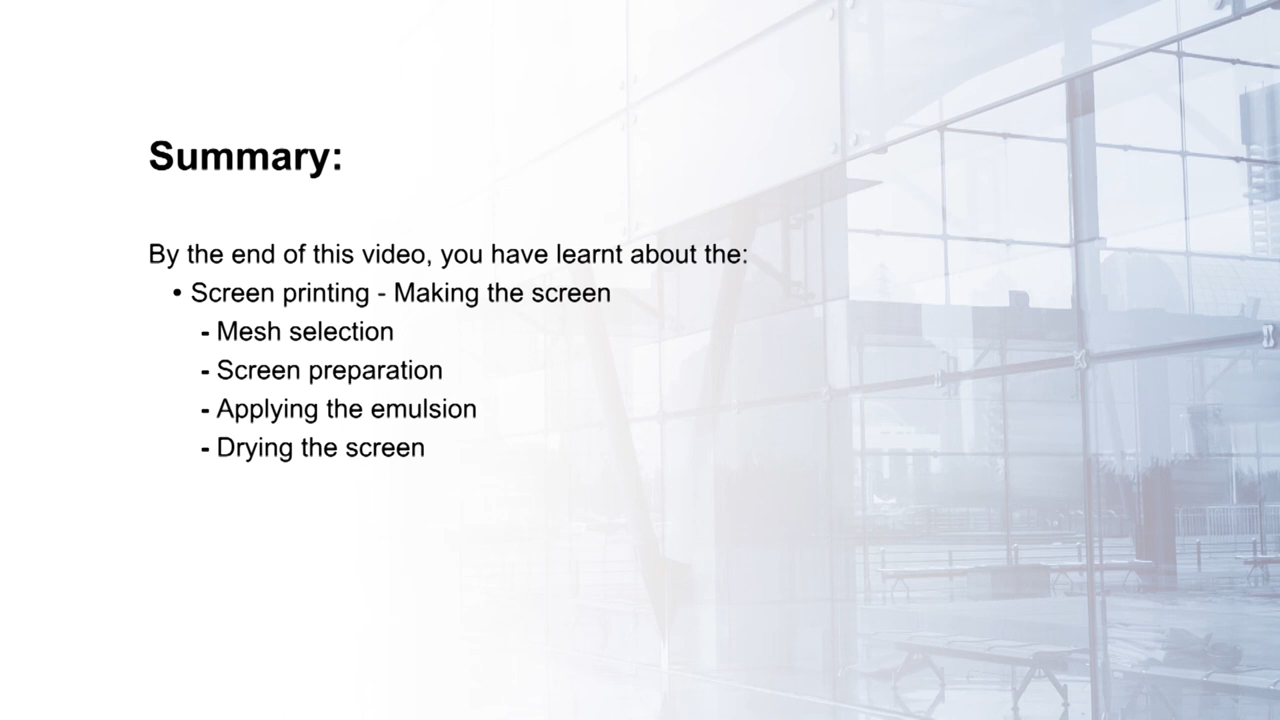 Summary:
By the end of this video, you have learnt about the:
• Screen printing - Making the screen
- Mesh selection
- Screen preparation
- Applying the emulsion
- Drying the screen